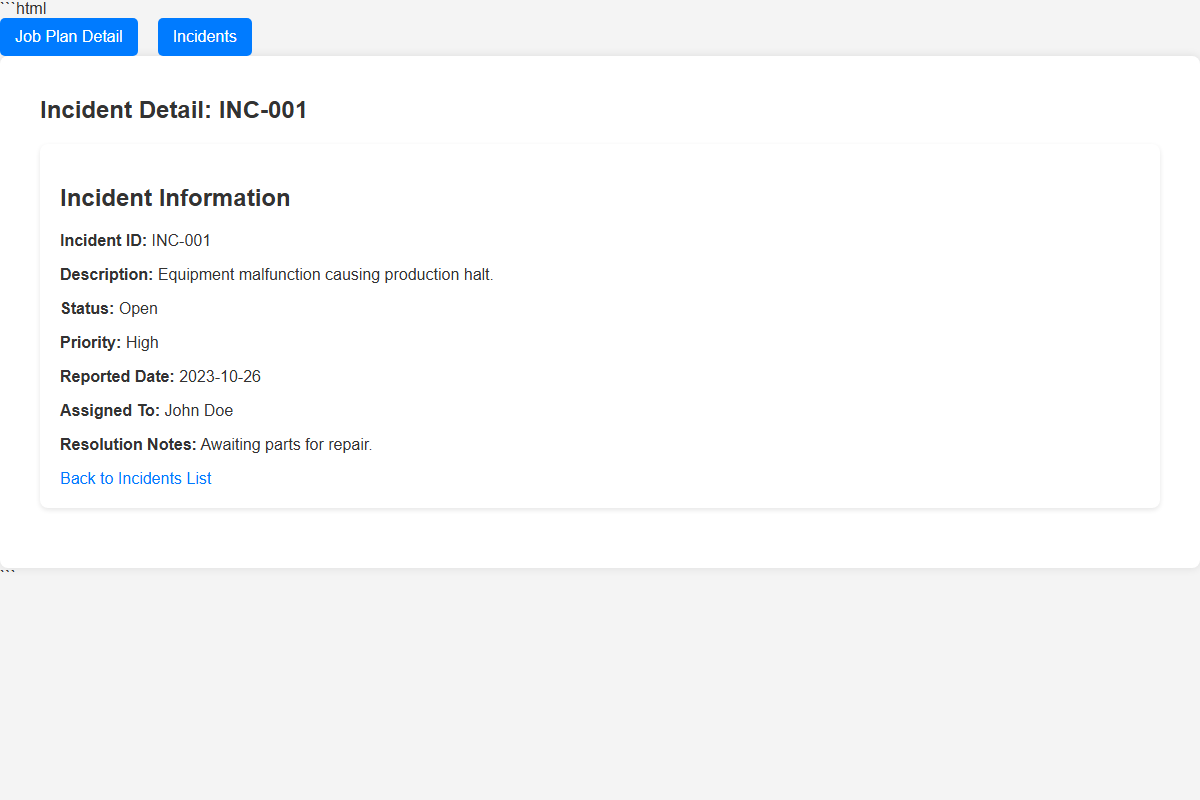 ```html
Job Plan Detail Incidents
Incident Detail: INC-001
Incident Information
Incident ID: INC-001
Description: Equipment malfunction causing production halt.
Status: Open
Priority: High
Reported Date: 2023-10-26
Assigned To: John Doe
Resolution Notes: Awaiting parts for repair.
Back to Incidents List
```